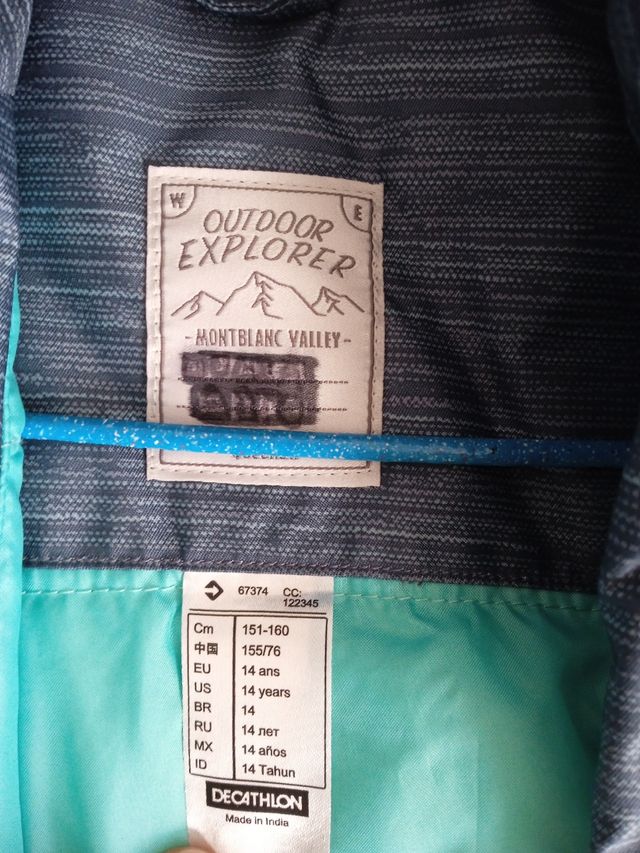 W E
OUTDOOR
EXPLORER
- MONTBLANC VALLEY -
67374 CC:
122345
Cm 151-160
中国 155/76
EU 14 ans
US 14 years
BR 14
RU 14 лет
MX 14 años
ID 14 Tahun
DECATHLON
Made in India